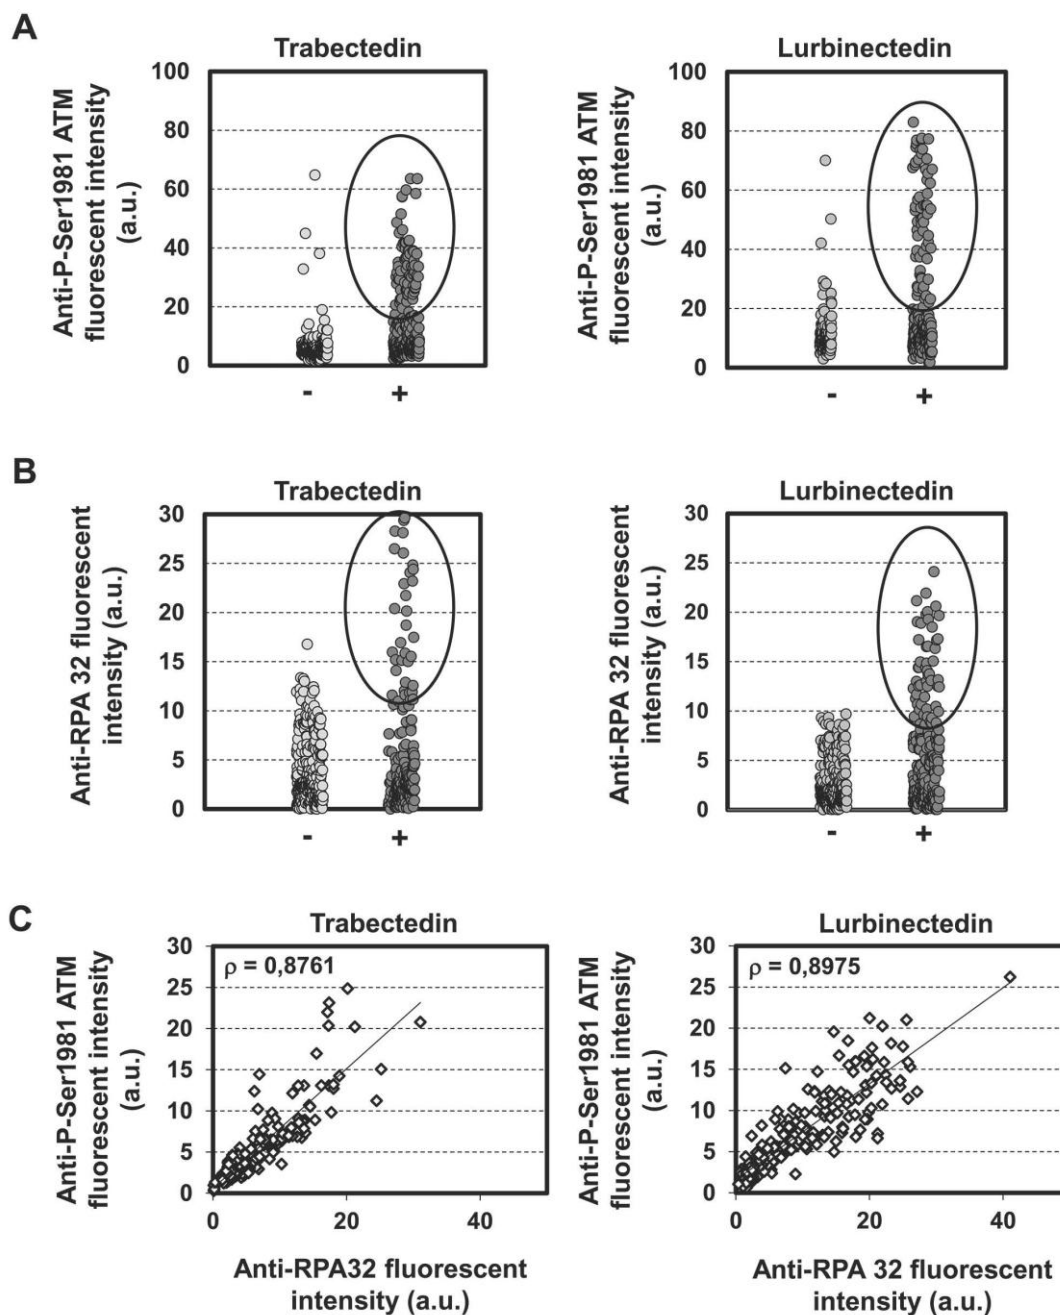 A
Trabectedin
Anti-P-Ser1981 ATM
fluorescent intensity
(a.u.)
100
80
60
40
20
0
- +
Lurbinectedin
Anti-P-Ser1981 ATM
fluorescent intensity
(a.u.)
100
80
60
40
20
0
- +
B
Trabectedin
Anti-RPA 32 fluorescent
intensity (a.u.)
30
25
20
15
10
5
0
- +
Lurbinectedin
Anti-RPA 32 fluorescent
intensity (a.u.)
30
25
20
15
10
5
0
- +
C
Trabectedin
Anti-P-Ser1981 ATM
fluorescent intensity
(a.u.)
30
25
20
15
10
5
0
ρ = 0,8761
0 20 40
Anti-RPA32 fluorescent
intensity (a.u.)
Lurbinectedin
Anti-P-Ser1981 ATM
fluorescent intensity
(a.u.)
30
25
20
15
10
5
0
ρ = 0,8975
0 20 40
Anti-RPA 32 fluorescent
intensity (a.u.)